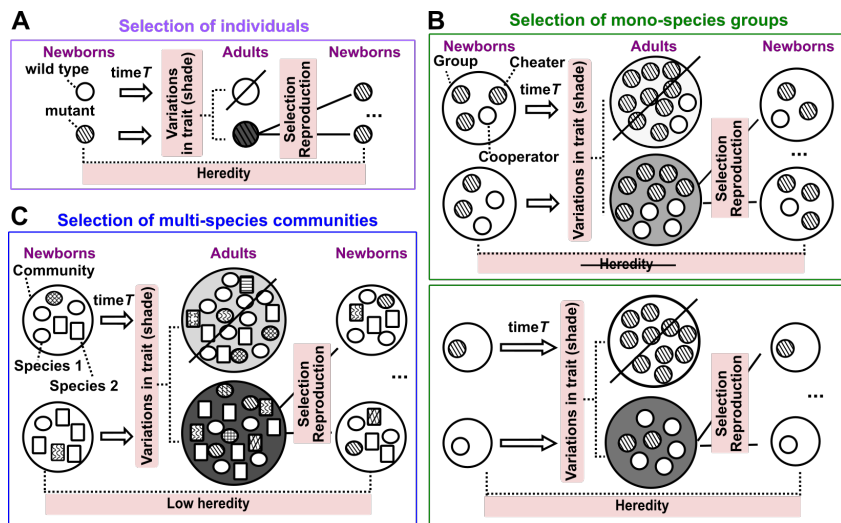 A
Selection of individuals
Newborns
Adults
Newborns
wild type
timeT
mutant
Variations
in trait (shade)
Selection
Reproduction
...
Heredity
B
Selection of mono-species groups
Newborns
Adults
Newborns
Group
Cheater
timeT
Cooperator
Variations in trait (shade)
Selection
Reproduction
...
Heredity
timeT
Variations in trait (shade)
Selection
Reproduction
...
Heredity
C
Selection of multi-species communities
Newborns
Adults
Newborns
Community
timeT
Species 1
Species 2
Variations in trait (shade)
Selection
Reproduction
...
Low heredity